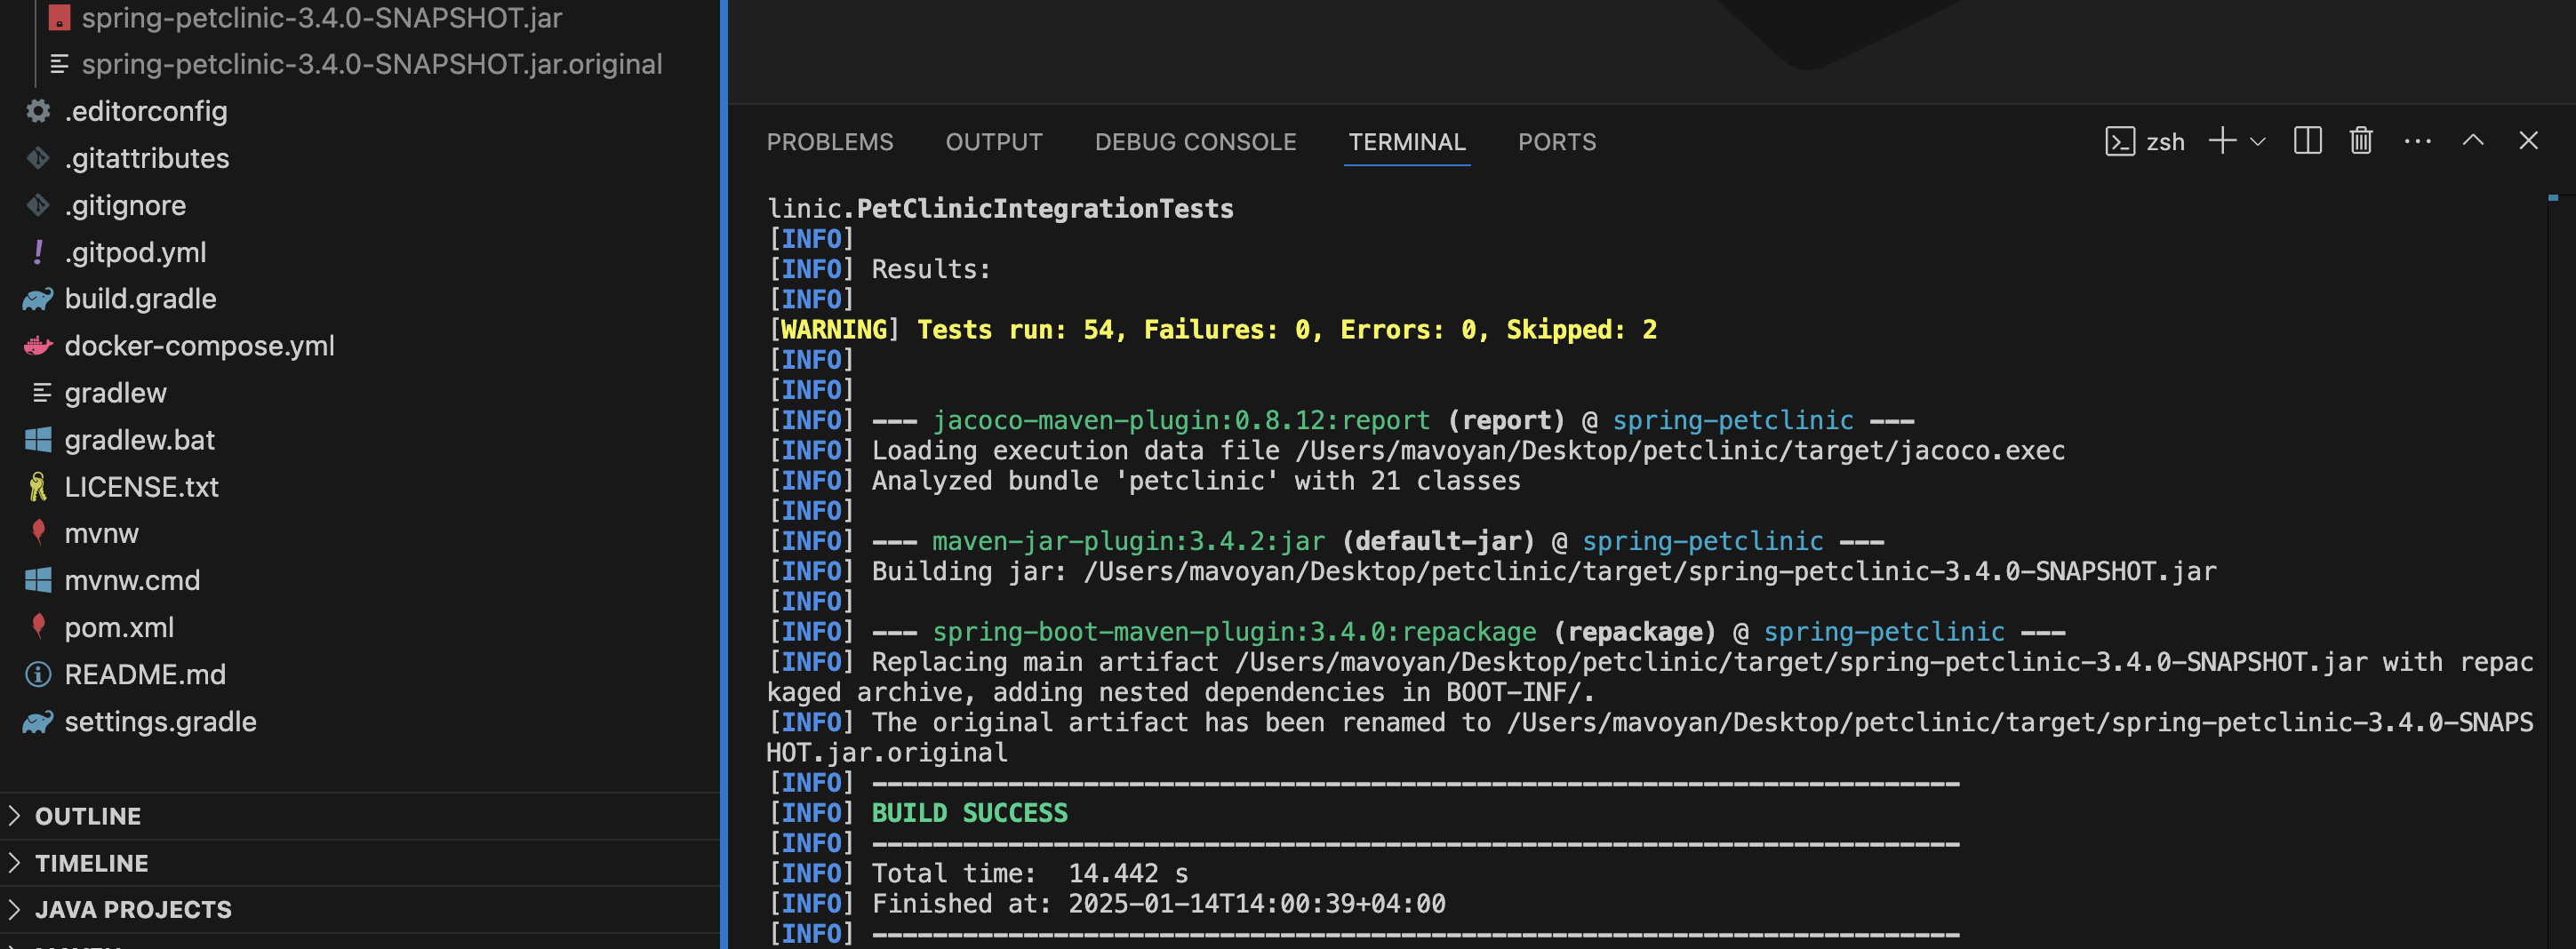 spring-petclinic-3.4.0-SNAPSHOT.jar
spring-petclinic-3.4.0-SNAPSHOT.jar.original
.editorconfig
.gitattributes
.gitignore
.gitpod.yml
build.gradle
docker-compose.yml
gradlew
gradlew.bat
LICENSE.txt
mvnw
mvnw.cmd
pom.xml
README.md
settings.gradle
OUTLINE
TIMELINE
JAVA PROJECTS
PROBLEMS OUTPUT DEBUG CONSOLE TERMINAL PORTS
zsh
linic.PetClinicIntegrationTests
[INFO]
[INFO] Results:
[INFO]
[WARNING] Tests run: 54, Failures: 0, Errors: 0, Skipped: 2
[INFO]
[INFO]
[INFO] --- jacoco-maven-plugin:0.8.12:report (report) @ spring-petclinic ---
[INFO] Loading execution data file /Users/mavoyan/Desktop/petclinic/target/jacoco.exec
[INFO] Analyzed bundle 'petclinic' with 21 classes
[INFO]
[INFO] --- maven-jar-plugin:3.4.2:jar (default-jar) @ spring-petclinic ---
[INFO] Building jar: /Users/mavoyan/Desktop/petclinic/target/spring-petclinic-3.4.0-SNAPSHOT.jar
[INFO]
[INFO] --- spring-boot-maven-plugin:3.4.0:repackage (repackage) @ spring-petclinic ---
[INFO] Replacing main artifact /Users/mavoyan/Desktop/petclinic/target/spring-petclinic-3.4.0-SNAPSHOT.jar with repac
kaged archive, adding nested dependencies in BOOT-INF/.
[INFO] The original artifact has been renamed to /Users/mavoyan/Desktop/petclinic/target/spring-petclinic-3.4.0-SNAPS
HOT.jar.original
[INFO] ------------------------------------------------------------------------
[INFO] BUILD SUCCESS
[INFO] ------------------------------------------------------------------------
[INFO] Total time:  14.442 s
[INFO] Finished at: 2025-01-14T14:00:39+04:00
[INFO] ------------------------------------------------------------------------